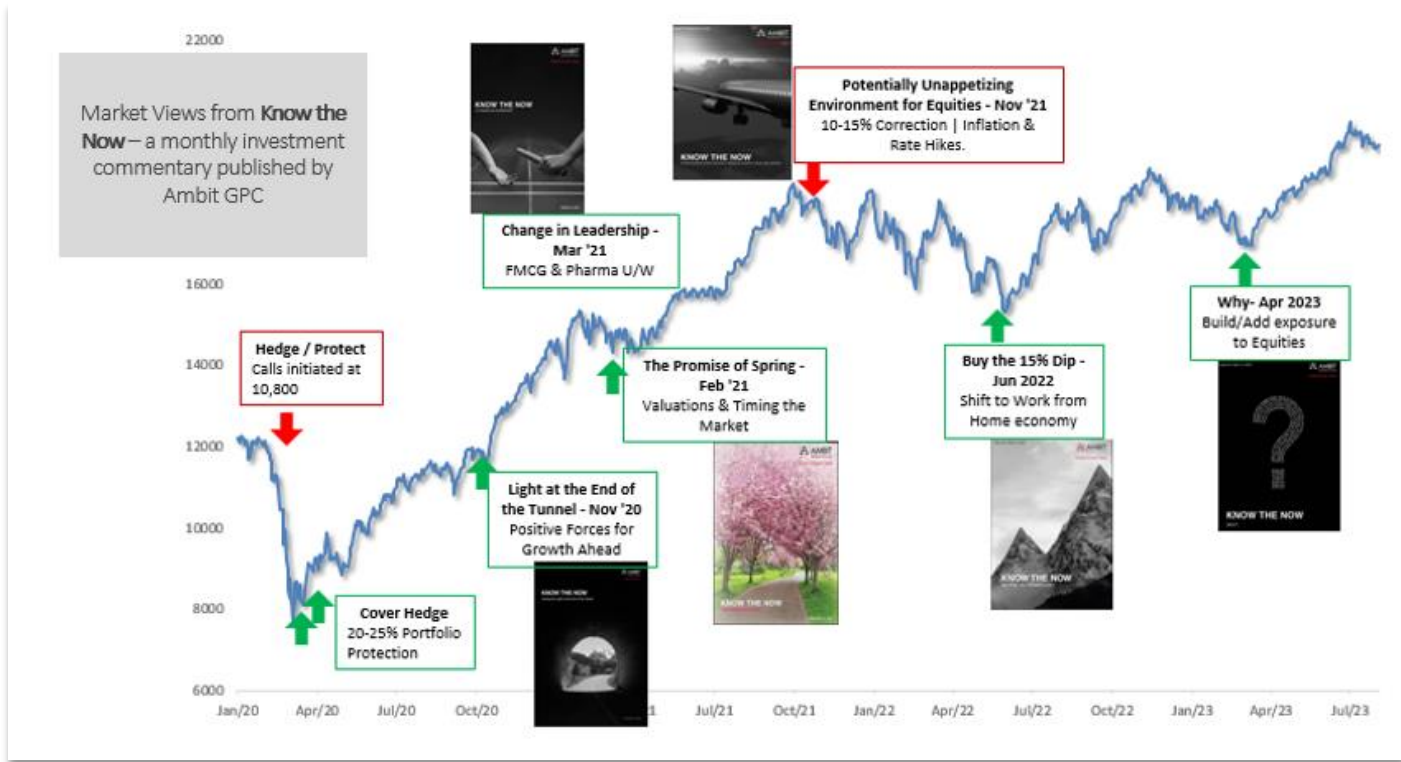 22000
Market Views from Know the
Now – a monthly investment
commentary published by
Ambit GPC
16000
14000
12000
10000
8000
6000
Jan/20
Apr/20
Jul/20
Oct/20
Jul/21
Oct/21
Jan/22
Apr/22
Jul/22
Oct/22
Jan/23
Apr/23
Jul/23
Hedge / Protect
Calls initiated at
10,800
Cover Hedge
20-25% Portfolio
Protection
Light at the End of
the Tunnel - Nov '20
Positive Forces for
Growth Ahead
KNOW THE NOW
AMBIT
KNOW THE NOW
Change in Leadership -
Mar '21
FMCG & Pharma U/W
The Promise of Spring -
Feb '21
Valuations & Timing the
Market
AMBIT
KNOW THE NOW
AMBIT
KNOW THE NOW
Potentially Unappetizing
Environment for Equities - Nov '21
10-15% Correction | Inflation &
Rate Hikes.
Buy the 15% Dip -
Jun 2022
Shift to Work from
Home economy
KNOW THE NOW
Why- Apr 2023
Build/Add exposure
to Equities
AMBIT
?
KNOW THE NOW